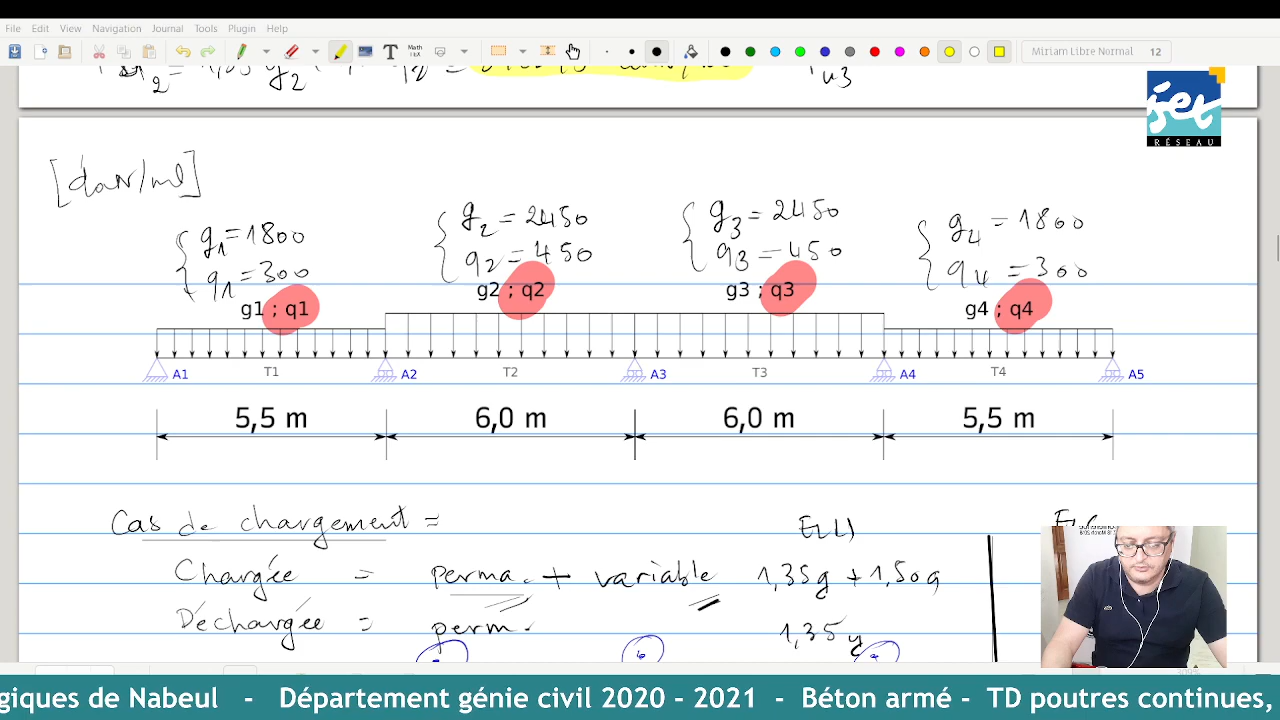 File Edit View Navigation Journal Tools Plugin Help
Miriam Libre Normal 12
RÉSEAU
[daN/ml]
g1=1800
q1=300
g2=2450
q2=450
g3=2450
q3=450
g4=1800
q4=300
g1 ; q1
g2 ; q2
g3 ; q3
g4 ; q4
A1 T1 A2 T2 A3 T3 A4 T4 A5
5,5 m 6,0 m 6,0 m 5,5 m
Cas de chargement = ELU
Chargée = perma. + variable 1,35g + 1,50q
Déchargée = perm. 1,35g
giques de Nabeul - Département génie civil 2020 - 2021 - Béton armé - TD poutres continues,